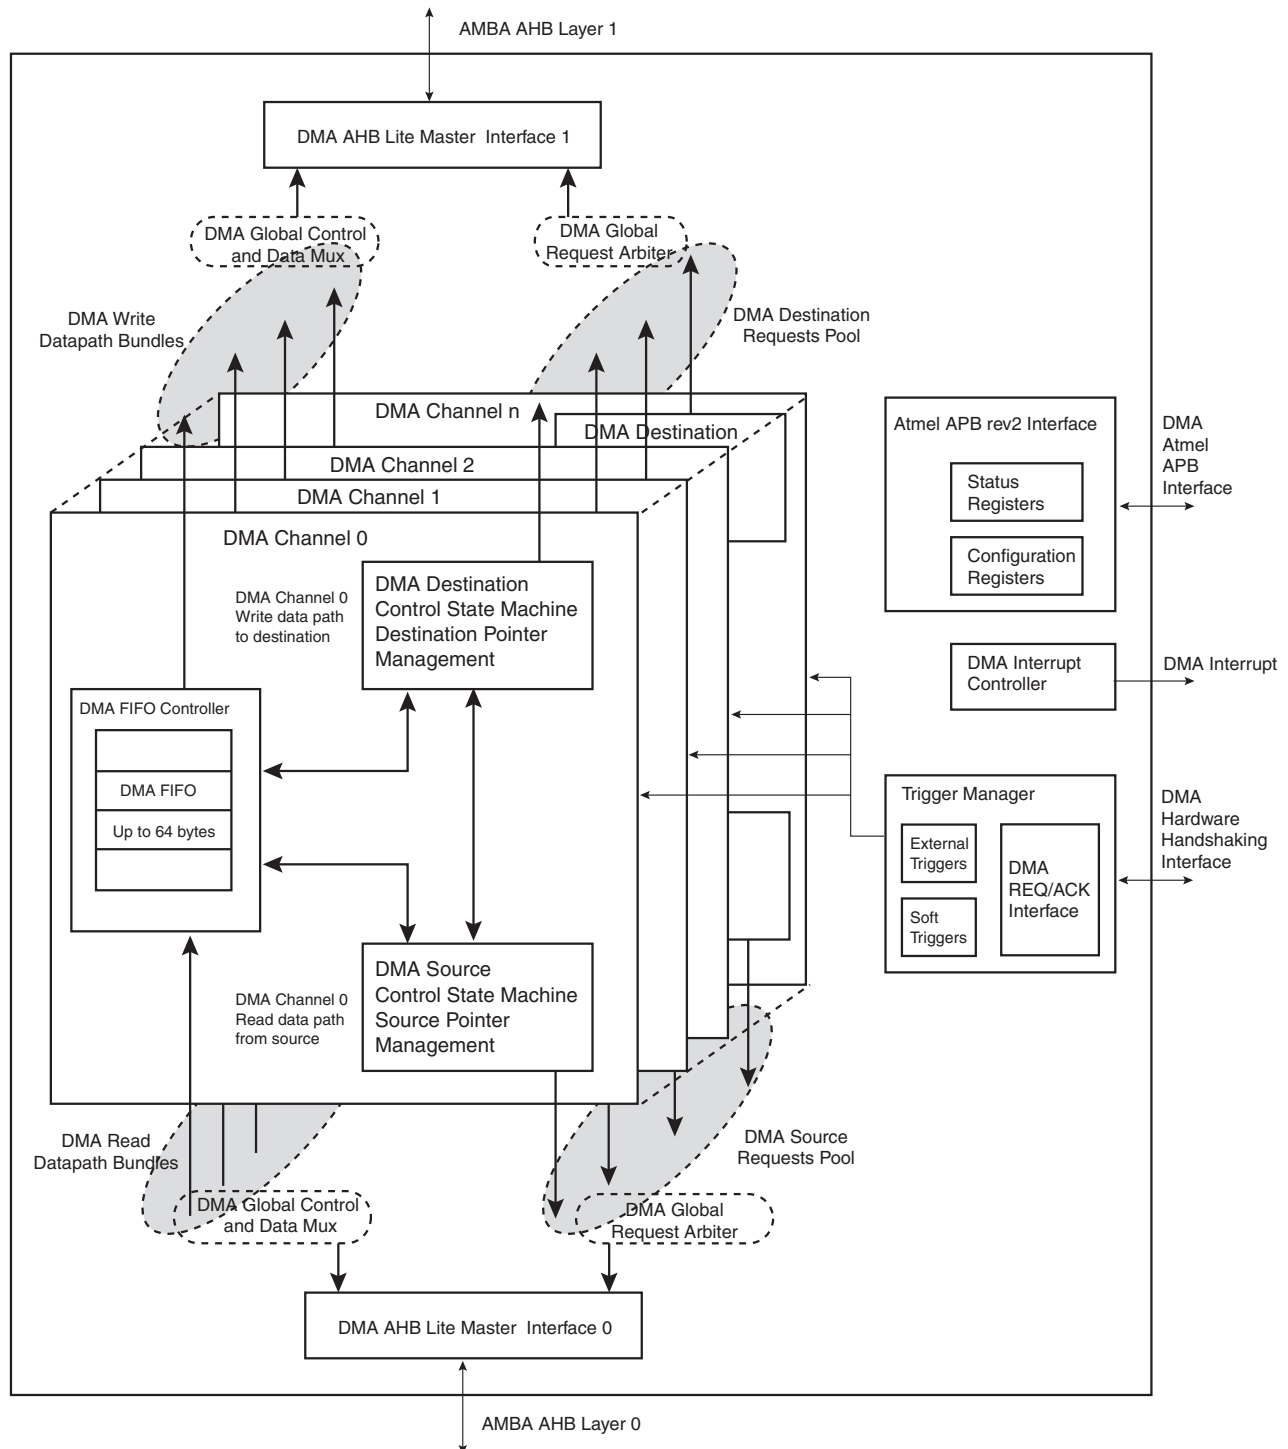 AMBA AHB Layer 1
DMA AHB Lite Master Interface 1
DMA Global Control
and Data Mux
DMA Global
Request Arbiter
DMA Write
Datapath Bundles
DMA Destination
Requests Pool
DMA Channel n
DMA Destination
DMA Channel 2
DMA Channel 1
DMA Channel 0
DMA Destination
Control State Machine
Destination Pointer
Management
DMA Channel 0
Write data path
to destination
DMA FIFO Controller
DMA FIFO
Up to 64 bytes
DMA Source
Control State Machine
Source Pointer
Management
DMA Channel 0
Read data path
from source
Atmel APB rev2 Interface
Status
Registers
Configuration
Registers
DMA
Atmel
APB
Interface
DMA Interrupt
Controller
DMA Interrupt
Trigger Manager
External
Triggers
Soft
Triggers
DMA
REQ/ACK
Interface
DMA
Hardware
Handshaking
Interface
DMA Read
Datapath Bundles
DMA Source
Requests Pool
DMA Global Control
and Data Mux
DMA Global
Request Arbiter
DMA AHB Lite Master Interface 0
AMBA AHB Layer 0